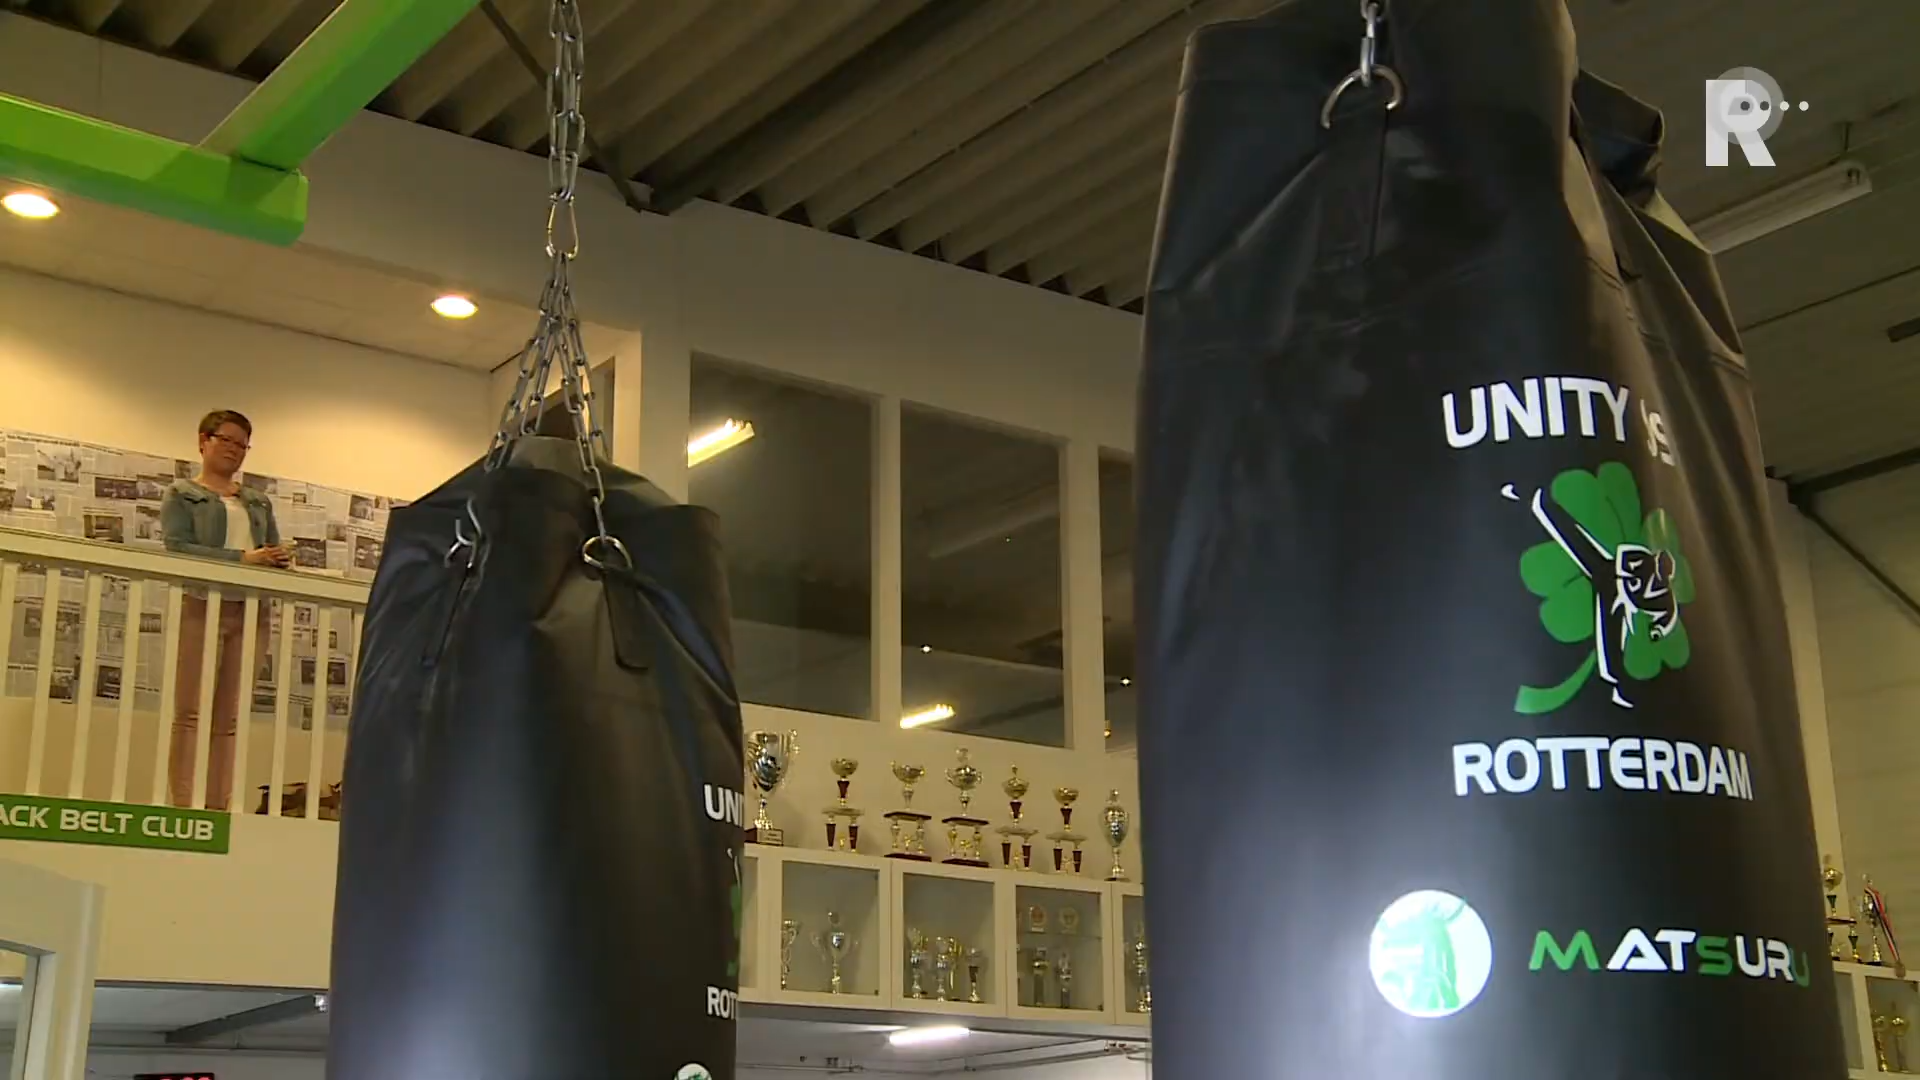 R
UNITY
ROTTERDAM
MATSURU
UNI
ROT
ACK BELT CLUB